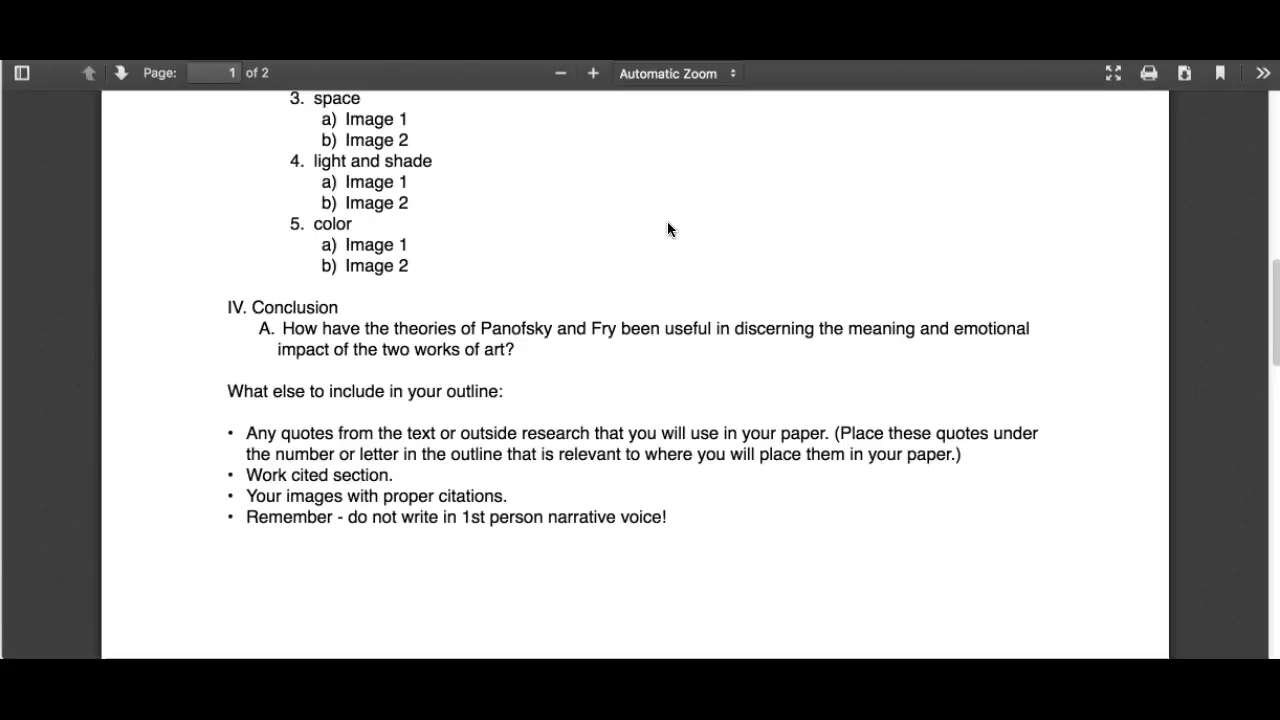 Page: 1 of 2 Automatic Zoom
3. space
a) Image 1
b) Image 2
4. light and shade
a) Image 1
b) Image 2
5. color
a) Image 1
b) Image 2
IV. Conclusion
A. How have the theories of Panofsky and Fry been useful in discerning the meaning and emotional
impact of the two works of art?
What else to include in your outline:
• Any quotes from the text or outside research that you will use in your paper. (Place these quotes under
the number or letter in the outline that is relevant to where you will place them in your paper.)
• Work cited section.
• Your images with proper citations.
• Remember - do not write in 1st person narrative voice!